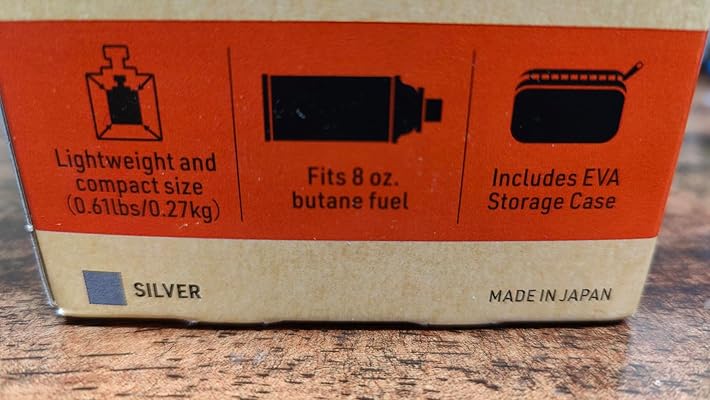 Lightweight and
compact size
(0.61lbs/0.27kg)
Fits 8 oz.
butane fuel
Includes EVA
Storage Case
SILVER
MADE IN JAPAN